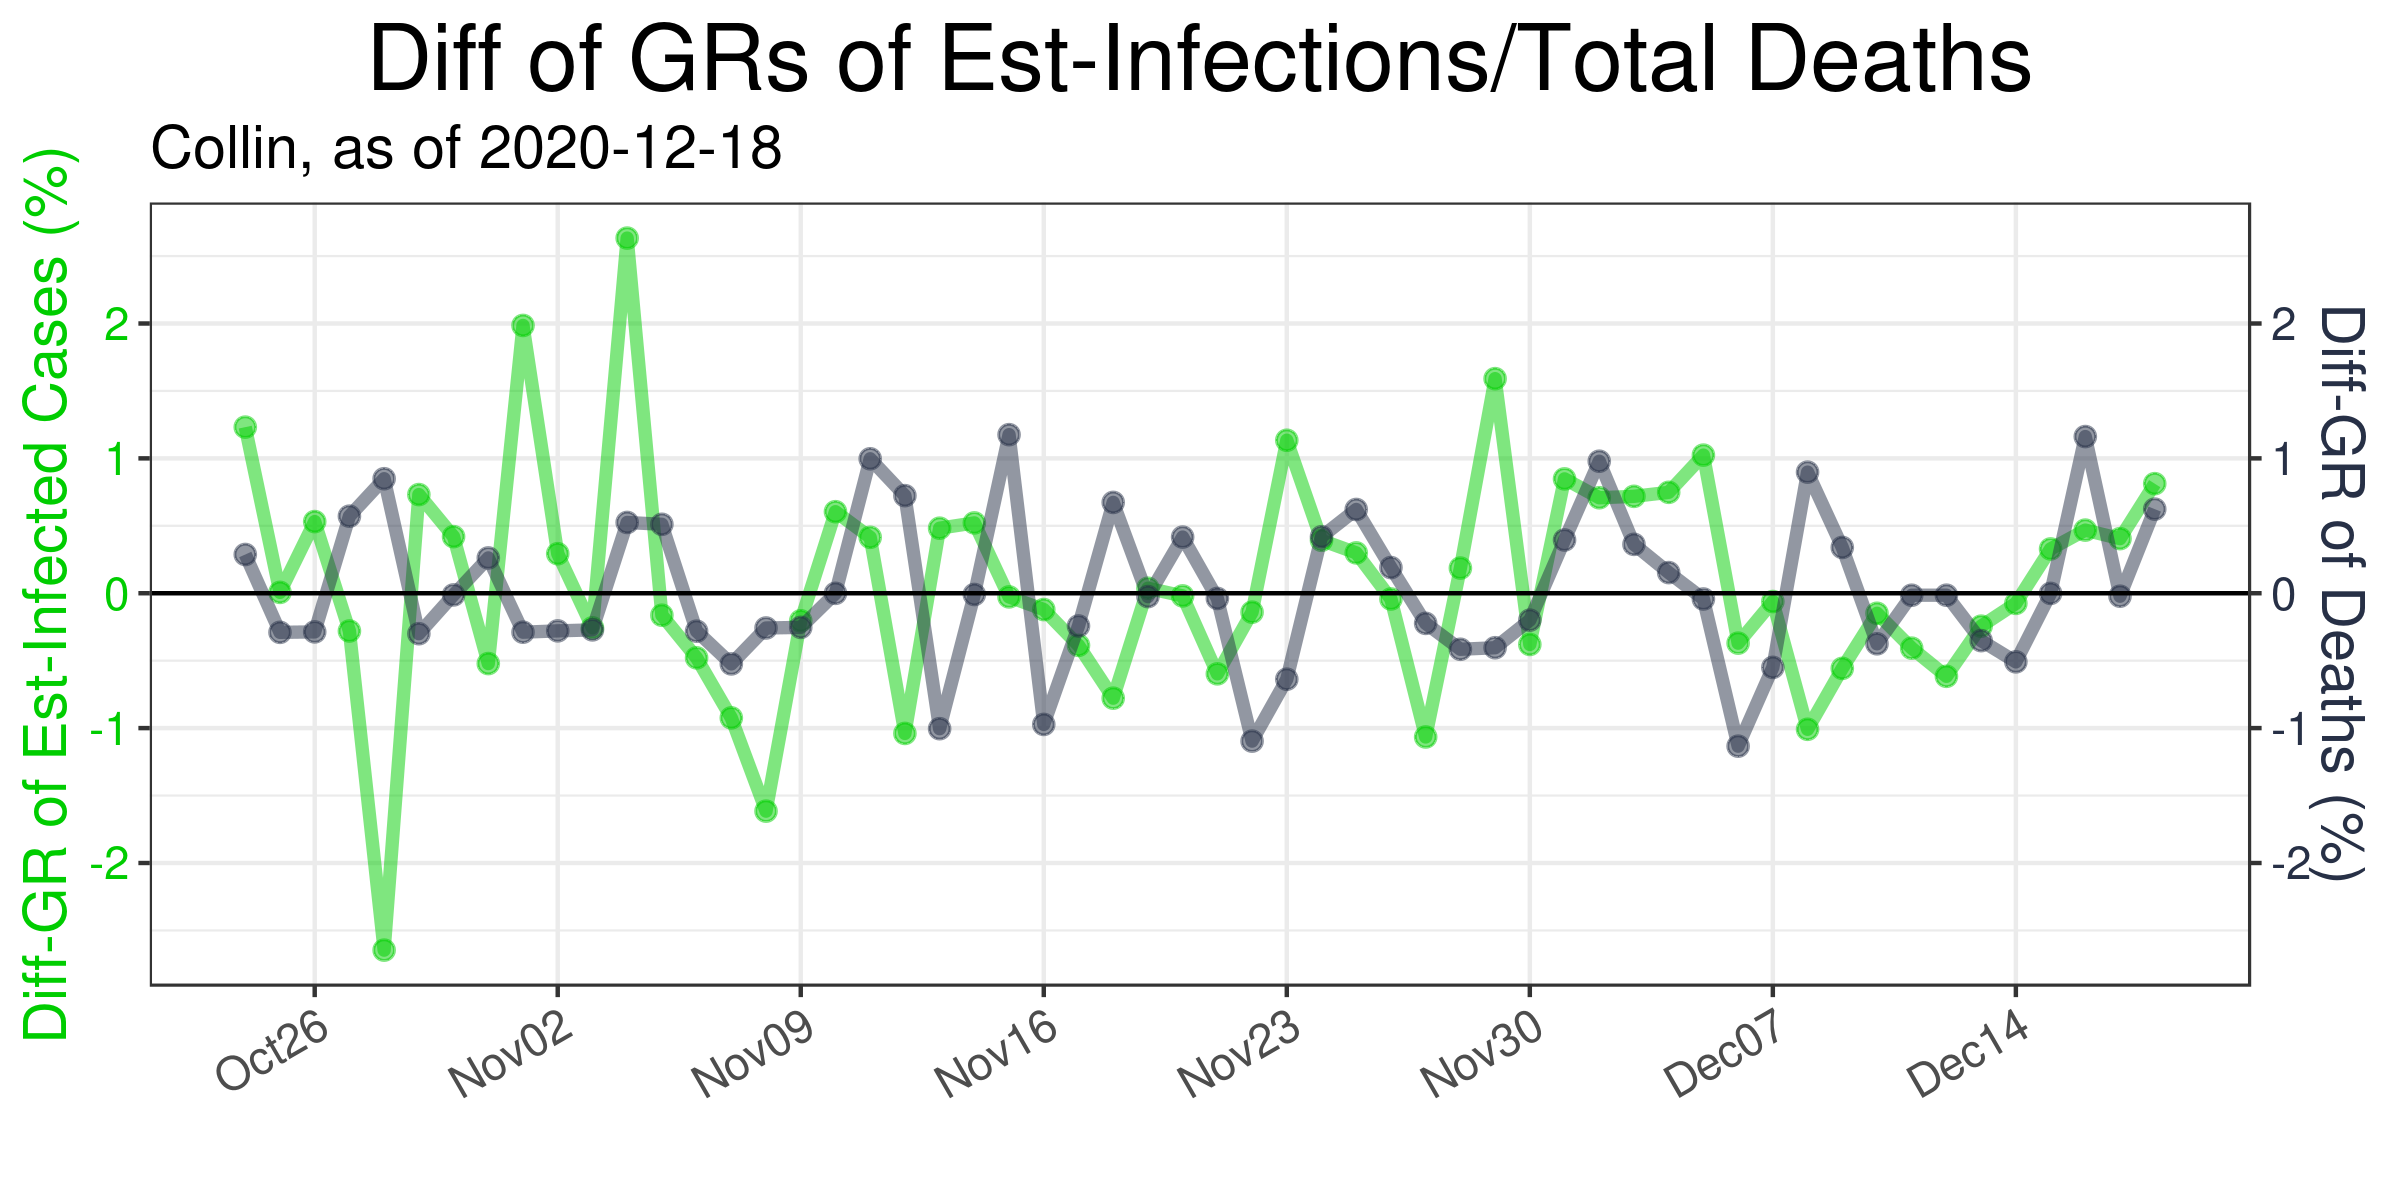 Diff of GRs of Est-Infections/Total Deaths
Collin, as of 2020-12-18
Diff-GR of Est-Infected Cases (%)
2
1
0
-1
-2
2
1
0
-1
-2
Diff-GR of Deaths (%)
Oct26
Nov02
Nov09
Nov16
Nov23
Nov30
Dec07
Dec14